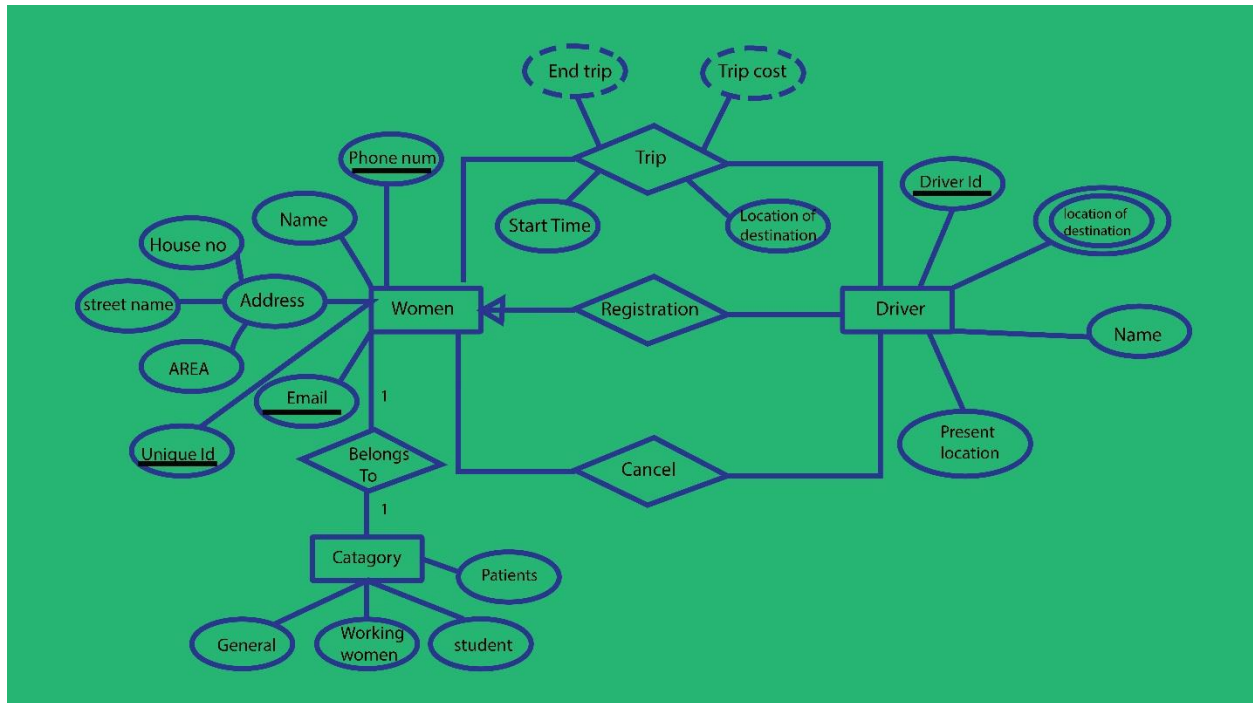 End trip
Trip cost
Phone num
Trip
Driver Id
Name
Start Time
Location of
destination
location of
destination
House no
street name
Address
Women
Registration
Driver
Name
AREA
Email
1
Unique Id
Belongs
To
Cancel
Present
location
1
Catagory
Patients
General
Working
women
student